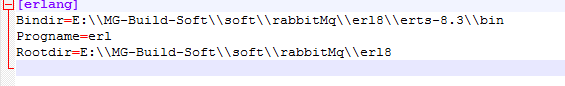 [erlang]
Bindir=E:\\MG-Build-Soft\\soft\\rabbitMq\\erl8\\erts-8.3\\bin
Progname=erl
Rootdir=E:\\MG-Build-Soft\\soft\\rabbitMq\\erl8